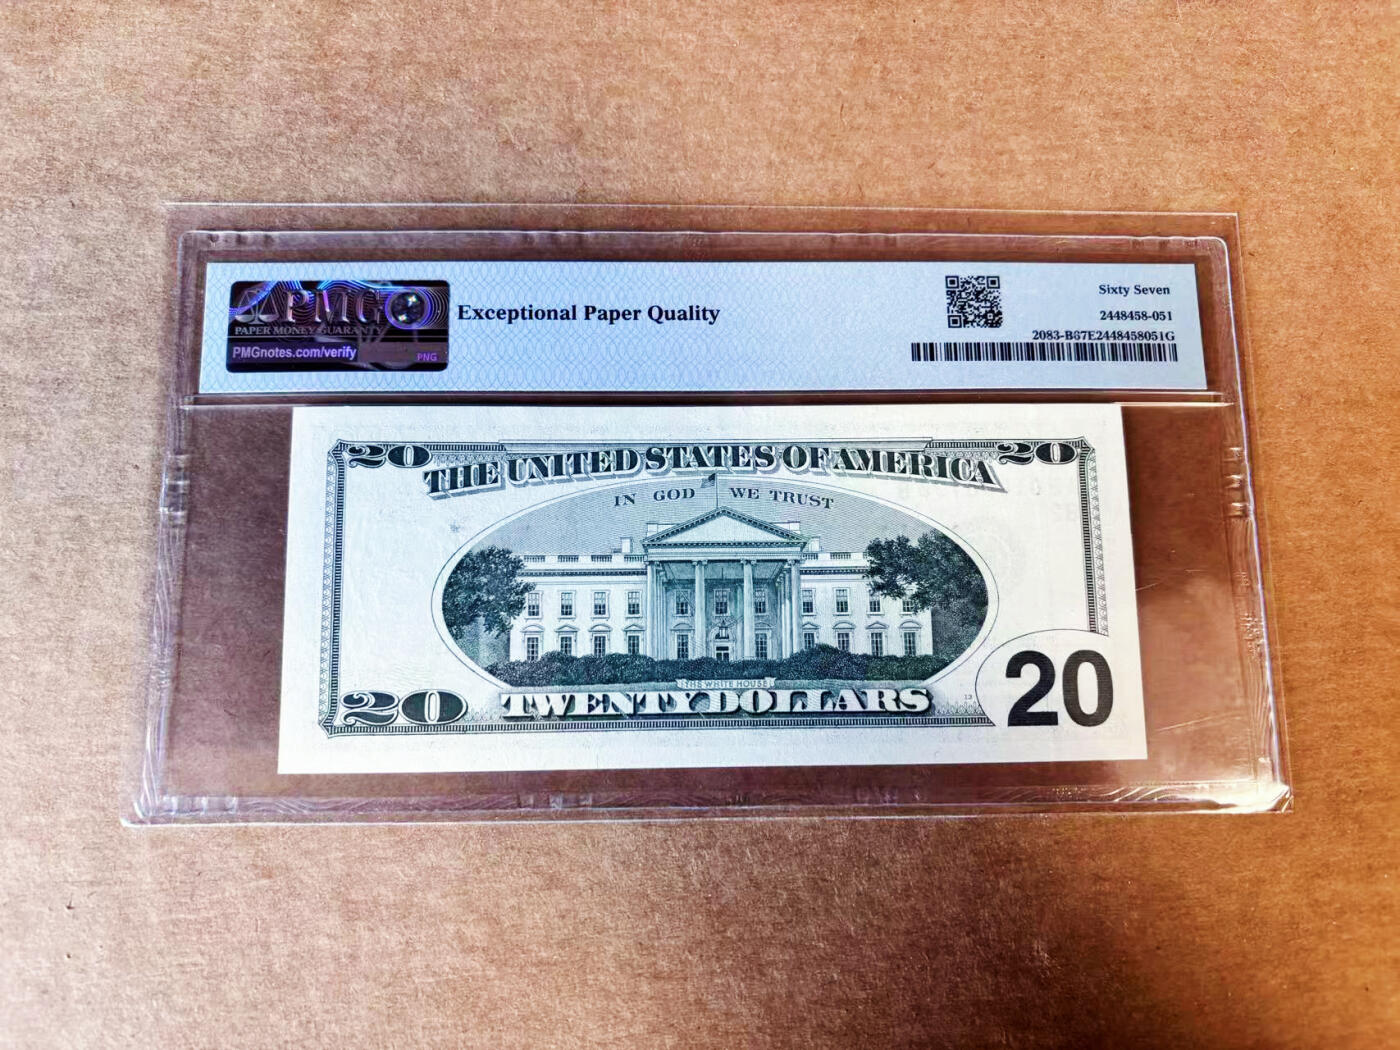 PMG
PAPER MONEY GUARANTY
PMGnotes.com/verify
PNG
Exceptional Paper Quality
Sixty Seven
2448458-051
2083-B67E2448458051G
20
20
THE UNITED STATES OF AMERICA
IN GOD WE TRUST
THE WHITE HOUSE
20
TWENTY DOLLARS
13
20